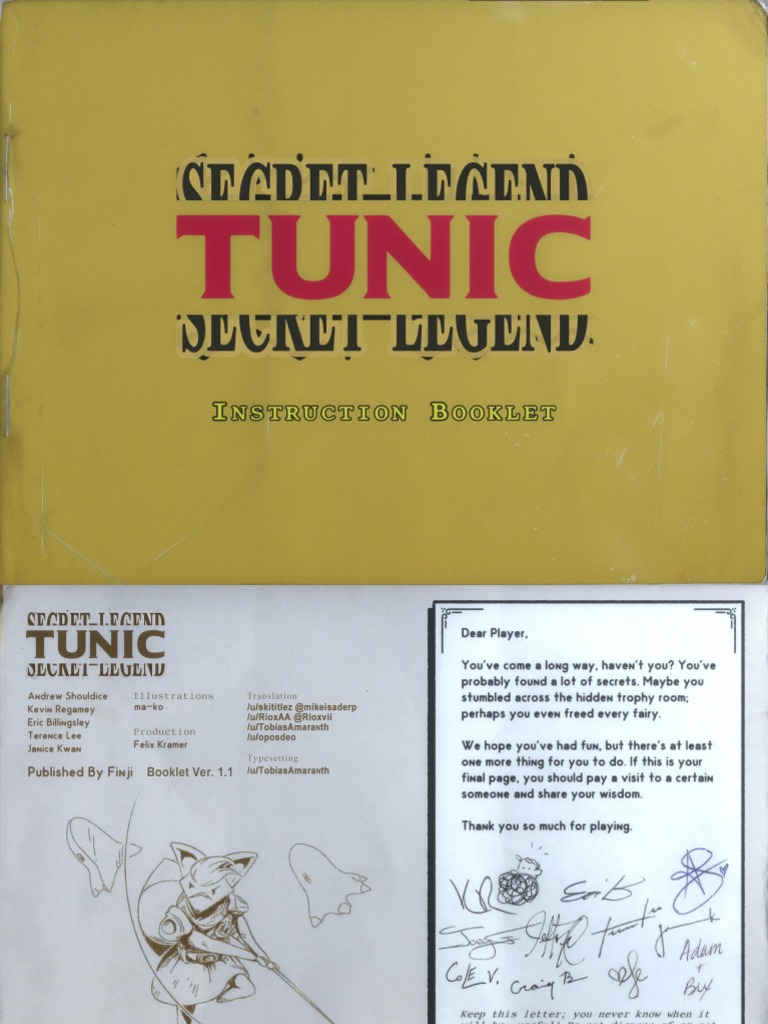 SECRET LEGEND
TUNIC
SECRET LEGEND
Instruction Booklet
SECRET LEGEND
TUNIC
SECRET LEGEND
Andrew Shouldice
Kevin Regamey
Eric Billingsley
Terence Lee
Janice Kwan
Illustrations
ma-ko
Production
Felix Kramer
Translation
/u/skititlez @mikeisaderp
/u/RioxAA @Rioxvii
/u/TobiasAmaranth
/u/oposdeo
Typesetting
/u/TobiasAmaranth
Published By Finji Booklet Ver. 1.1
Dear Player,
You've come a long way, haven't you? You've
probably found a lot of secrets. Maybe you
stumbled across the hidden trophy room;
perhaps you even freed every fairy.
We hope you've had fun, but there's at least
one more thing for you to do. If this is your
final page, you should pay a visit to a certain
someone and share your wisdom.
Thank you so much for playing.
KR
Eric B
Cole V.
Craig B
Adam
+
Bex
Keep this letter; you never know when it